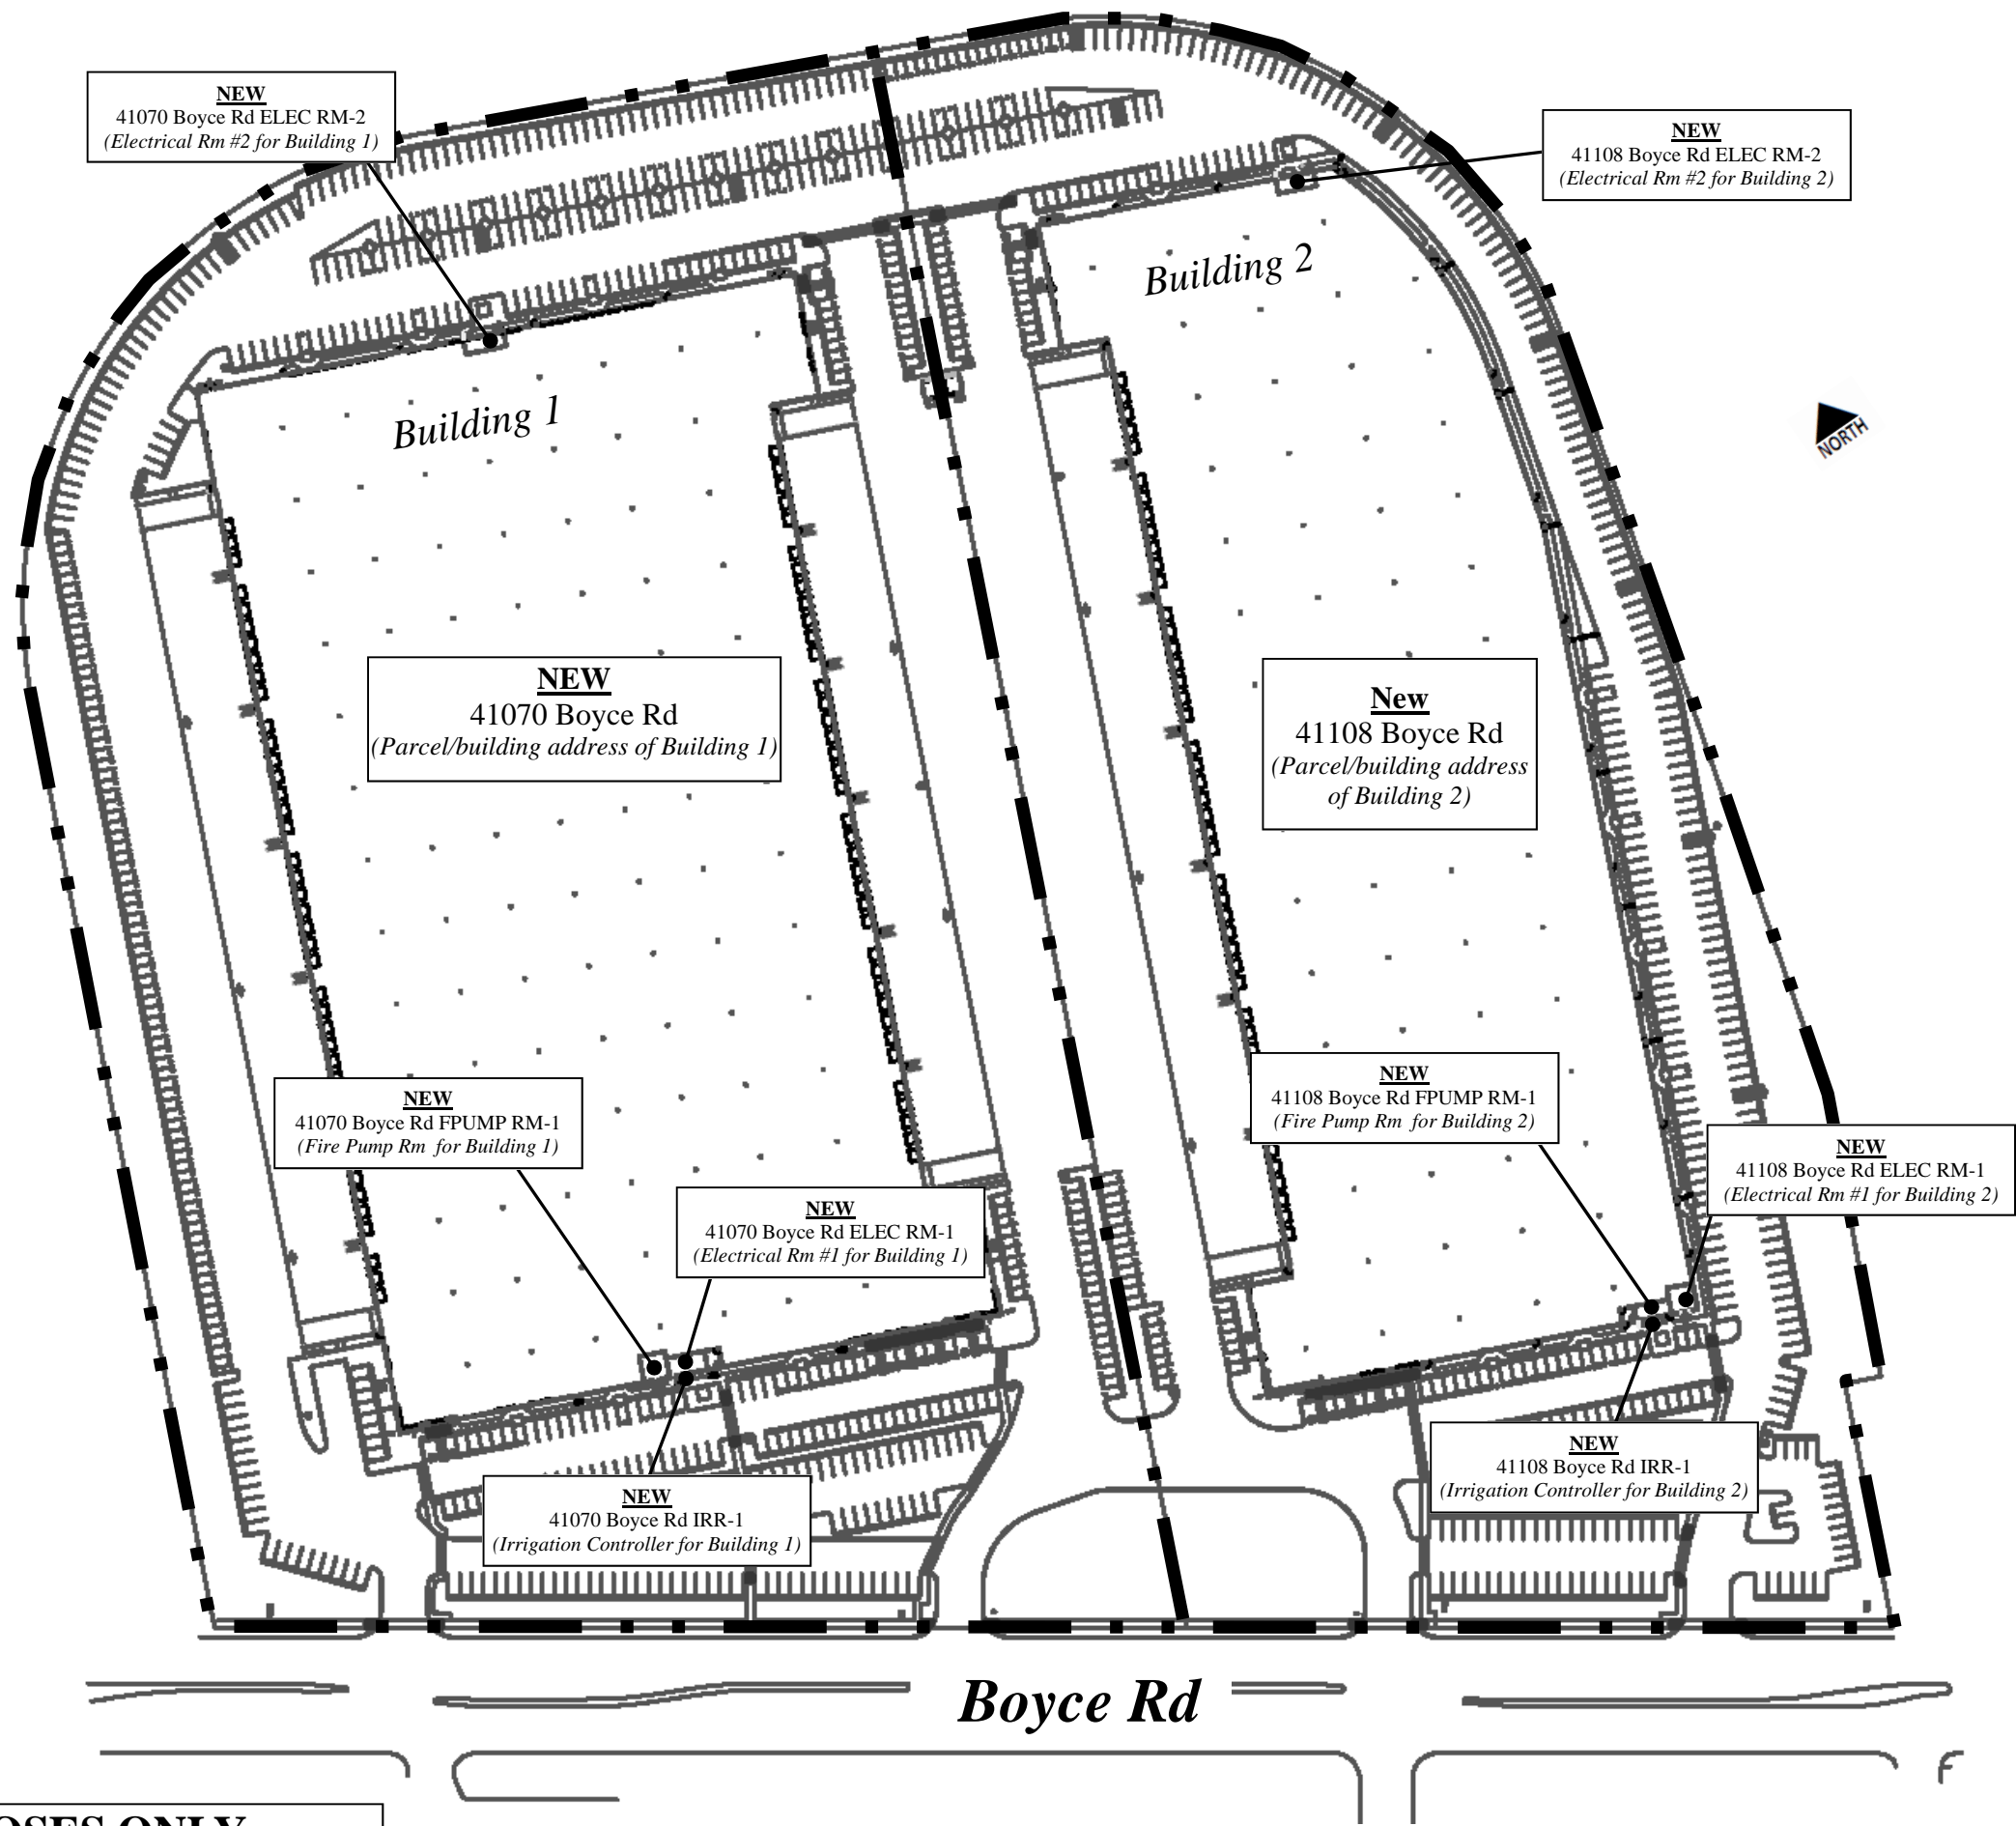 NEW
41070 Boyce Rd ELEC RM-2
(Electrical Rm #2 for Building 1)
NEW
41108 Boyce Rd ELEC RM-2
(Electrical Rm #2 for Building 2)
Building 2
Building 1
NORTH
NEW
41070 Boyce Rd
(Parcel/building address of Building 1)
New
41108 Boyce Rd
(Parcel/building address
of Building 2)
NEW
41070 Boyce Rd FPUMP RM-1
(Fire Pump Rm for Building 1)
NEW
41108 Boyce Rd FPUMP RM-1
(Fire Pump Rm for Building 2)
NEW
41108 Boyce Rd ELEC RM-1
(Electrical Rm #1 for Building 2)
NEW
41070 Boyce Rd ELEC RM-1
(Electrical Rm #1 for Building 1)
NEW
41070 Boyce Rd IRR-1
(Irrigation Controller for Building 1)
NEW
41108 Boyce Rd IRR-1
(Irrigation Controller for Building 2)
Boyce Rd
ONLY